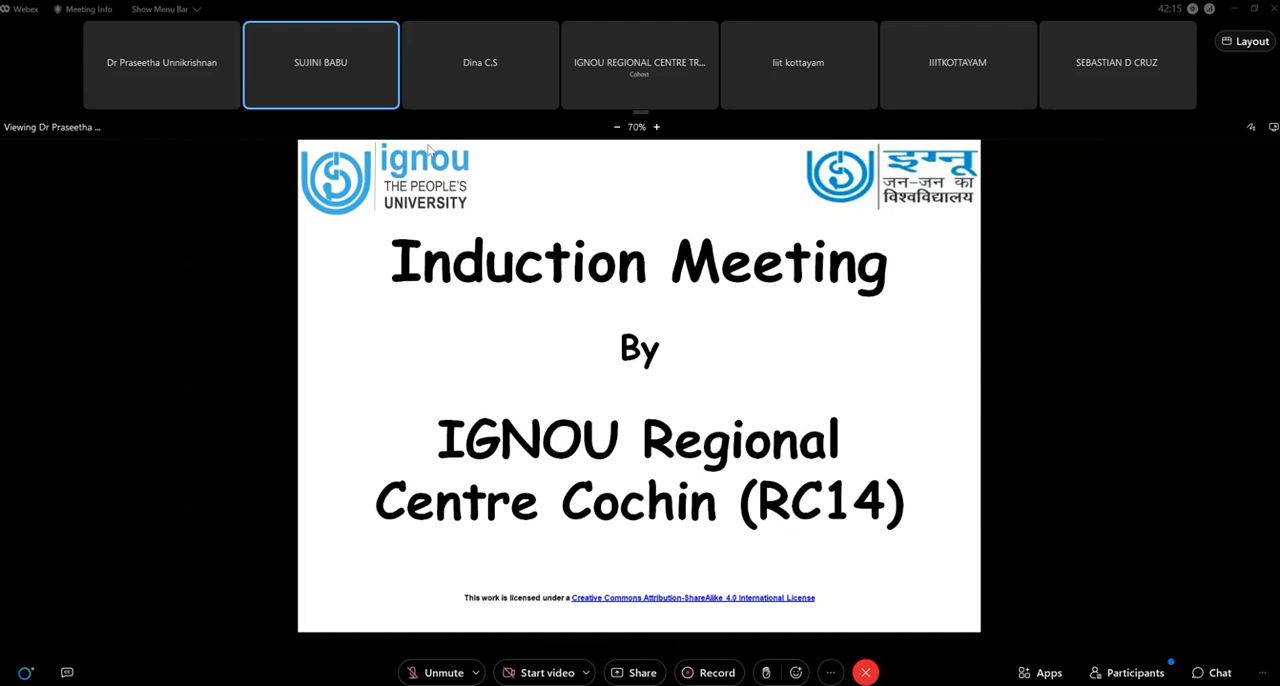 Webex
Meeting Info
Show Menu Bar
42:15
Dr Praseetha Unnikrishnan
SUJINI BABU
Dina C.S
IGNOU REGIONAL CENTRE TR...
Cohost
Iiit kottayam
IIITKOTTAYAM
SEBASTIAN D CRUZ
Layout
Viewing Dr Praseetha ...
− 70% +
ignou
THE PEOPLE'S
UNIVERSITY
इग्नू
जन-जन का
विश्वविद्यालय
Induction Meeting
By
IGNOU Regional
Centre Cochin (RC14)
This work is licensed under a Creative Commons Attribution-ShareAlike 4.0 International License
Unmute
Start video
Share
Record
Apps
Participants
Chat